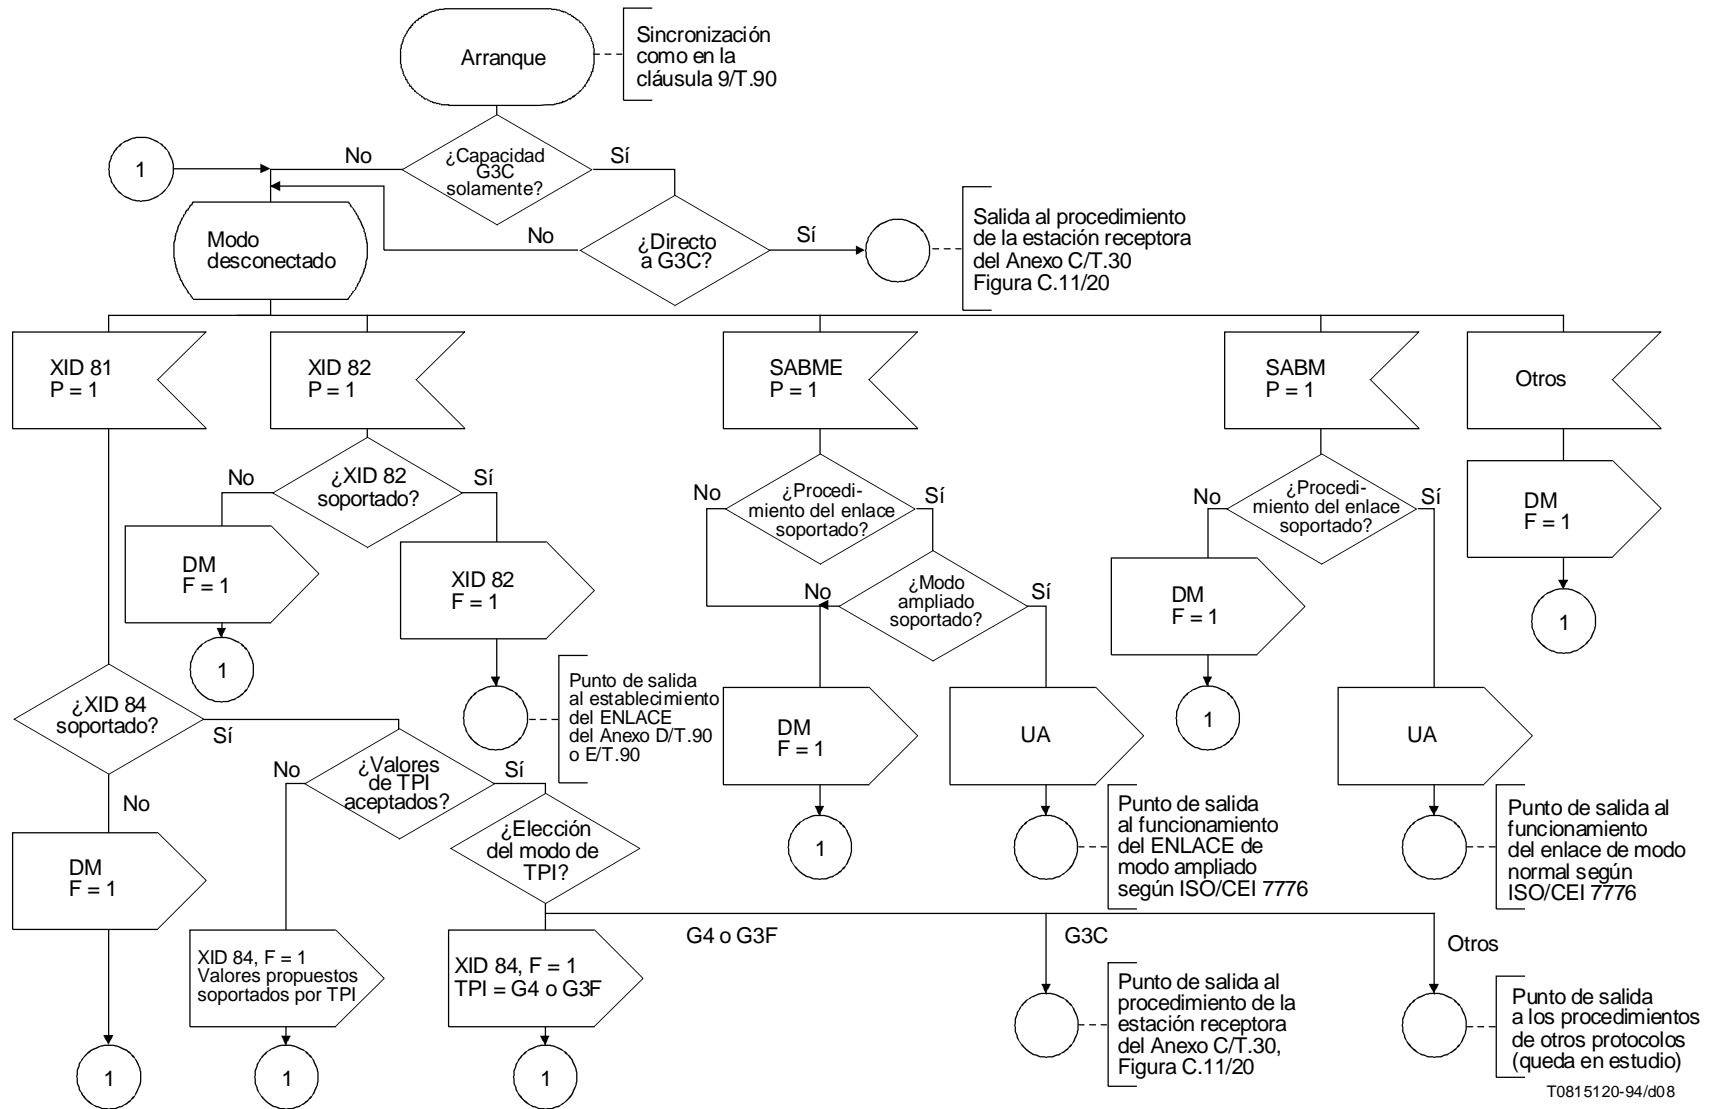 Arranque
Sincronización
como en la
cláusula 9/T.90
1
No
¿Capacidad
G3C
solamente?
Sí
Modo
desconectado
No
¿Directo
a G3C?
Sí
Salida al procedimiento
de la estación receptora
del Anexo C/T.30
Figura C.11/20
XID 81
P = 1
XID 82
P = 1
SABME
P = 1
SABM
P = 1
Otros
No
¿XID 82
soportado?
Sí
No
¿Procedi-
miento del enlace
soportado?
Sí
No
¿Procedi-
miento del enlace
soportado?
Sí
DM
F = 1
DM
F = 1
XID 82
F = 1
No
¿Modo
ampliado
soportado?
Sí
DM
F = 1
1
1
1
¿XID 84
soportado?
Sí
No
Punto de salida
al establecimiento
del ENLACE
del Anexo D/T.90
o E/T.90
DM
F = 1
UA
UA
No
¿Valores
de TPI
aceptados?
Sí
DM
F = 1
¿Elección
del modo de
TPI?
1
Punto de salida
al funcionamiento
del ENLACE de
modo ampliado
según ISO/CEI 7776
Punto de salida al
funcionamiento
del enlace de modo
normal según
ISO/CEI 7776
G4 o G3F
G3C
Otros
XID 84, F = 1
Valores propuestos
soportados por TPI
XID 84, F = 1
TPI = G4 o G3F
Punto de salida al
procedimiento de la
estación receptora
del Anexo C/T.30,
Figura C.11/20
Punto de salida
a los procedimientos
de otros protocolos
(queda en estudio)
1
1
1
T0815120-94/d08